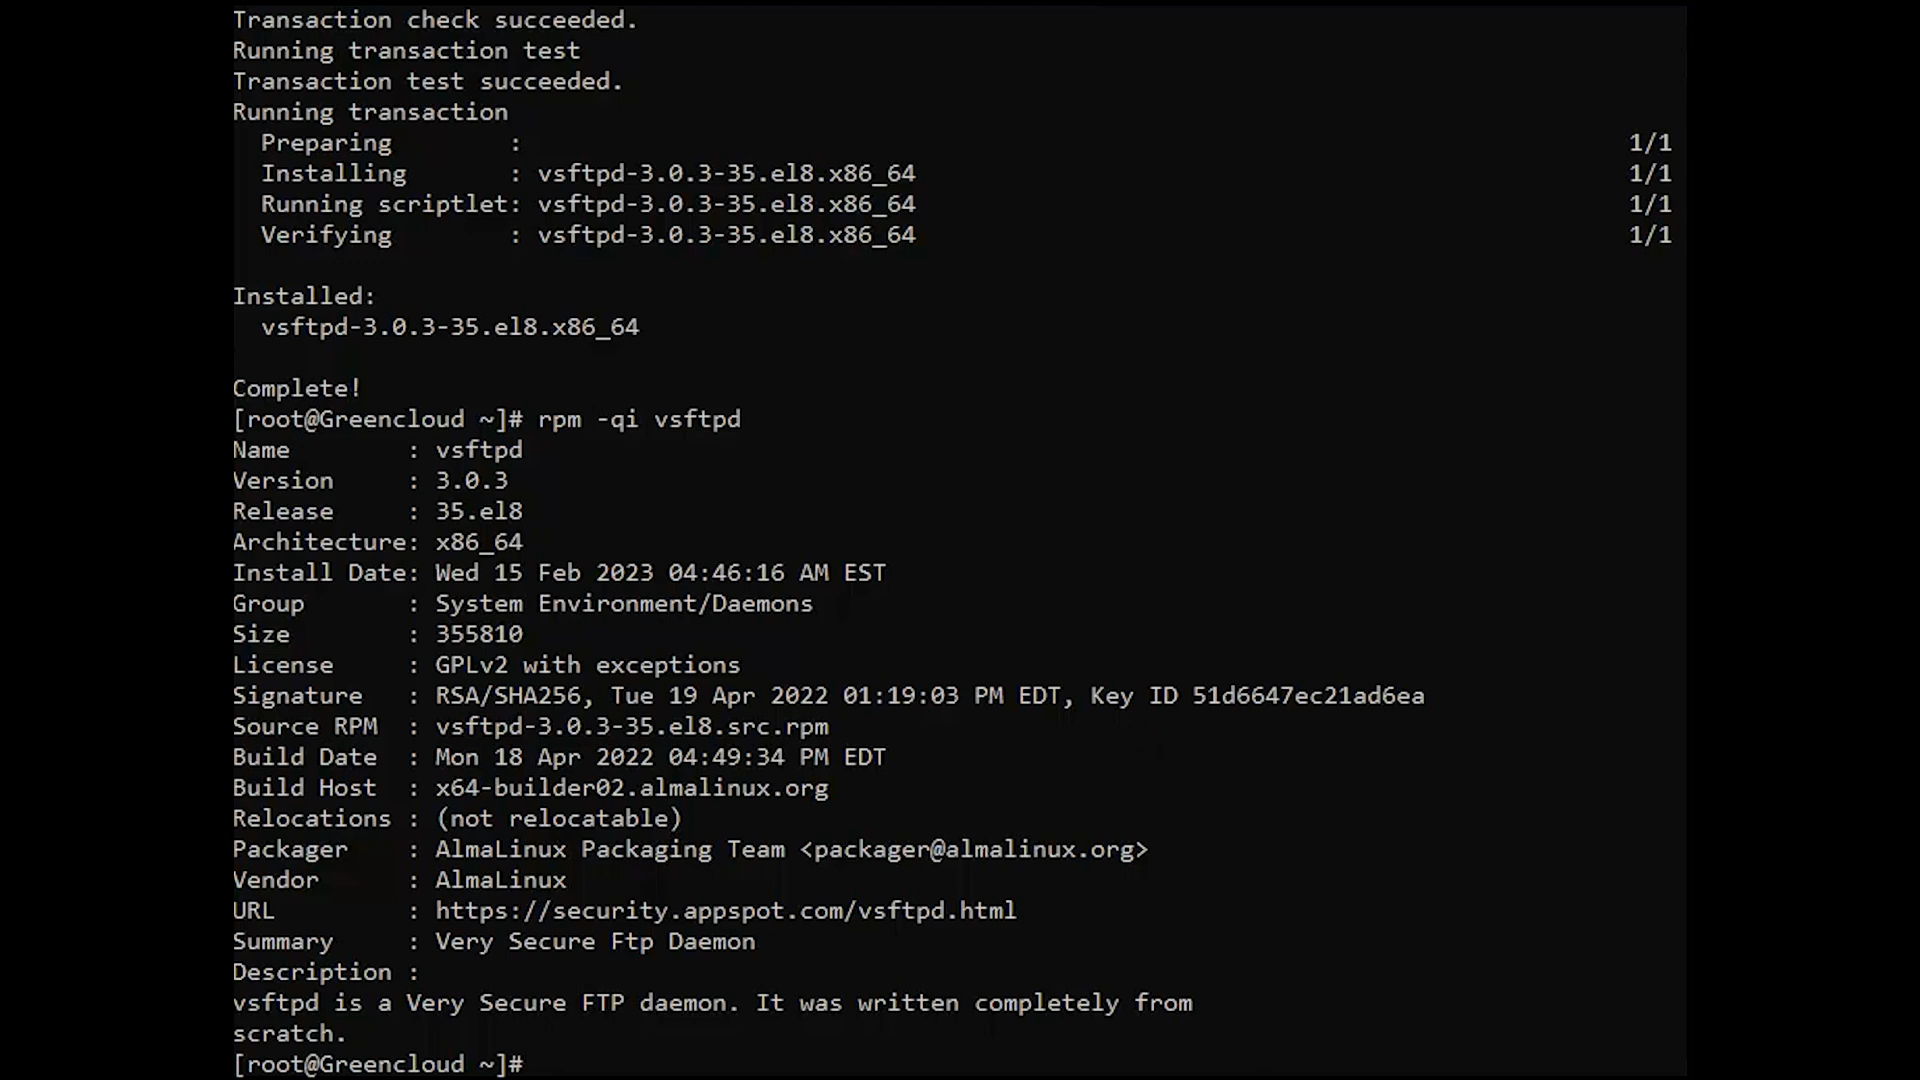 Transaction check succeeded.
Running transaction test
Transaction test succeeded.
Running transaction
  Preparing        :                                                                             1/1
  Installing       : vsftpd-3.0.3-35.el8.x86_64                                                  1/1
  Running scriptlet: vsftpd-3.0.3-35.el8.x86_64                                                  1/1
  Verifying        : vsftpd-3.0.3-35.el8.x86_64                                                  1/1

Installed:
  vsftpd-3.0.3-35.el8.x86_64

Complete!
[root@Greencloud ~]# rpm -qi vsftpd
Name        : vsftpd
Version     : 3.0.3
Release     : 35.el8
Architecture: x86_64
Install Date: Wed 15 Feb 2023 04:46:16 AM EST
Group       : System Environment/Daemons
Size        : 355810
License     : GPLv2 with exceptions
Signature   : RSA/SHA256, Tue 19 Apr 2022 01:19:03 PM EDT, Key ID 51d6647ec21ad6ea
Source RPM  : vsftpd-3.0.3-35.el8.src.rpm
Build Date  : Mon 18 Apr 2022 04:49:34 PM EDT
Build Host  : x64-builder02.almalinux.org
Relocations : (not relocatable)
Packager    : AlmaLinux Packaging Team <packager@almalinux.org>
Vendor      : AlmaLinux
URL         : https://security.appspot.com/vsftpd.html
Summary     : Very Secure Ftp Daemon
Description :
vsftpd is a Very Secure FTP daemon. It was written completely from
scratch.
[root@Greencloud ~]#